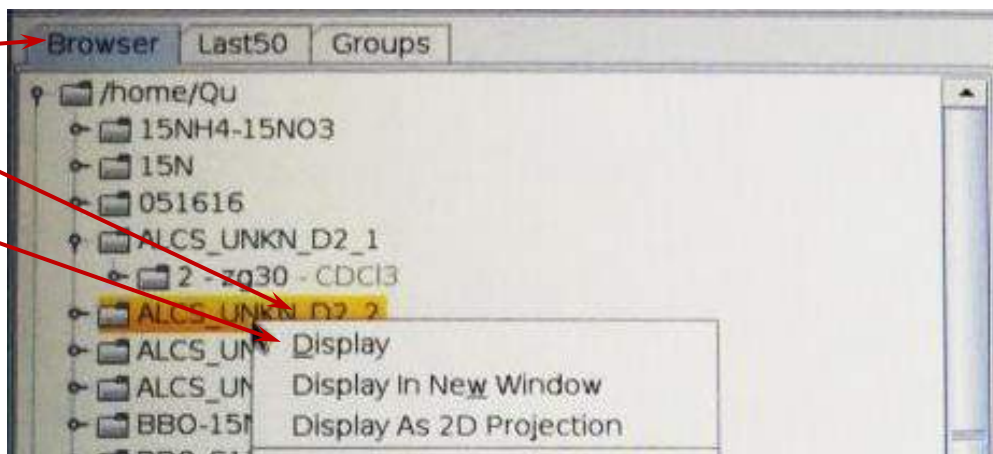 Browser Last50 Groups
/home/Qu
15NH4-15NO3
15N
051616
ALCS_UNKN_D2_1
2 - zg30 - CDCl3
ALCS_UNKN_D2_2
ALCS_UN
Display
ALCS_UN
Display In New Window
BBO-15
Display As 2D Projection